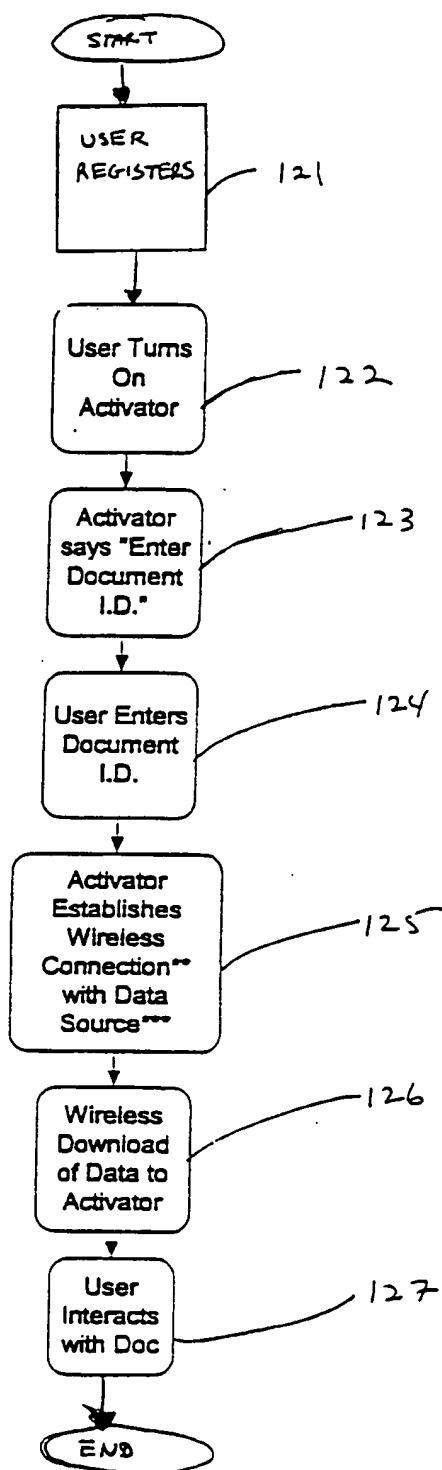 START
USER
REGISTERS
121
User Turns
On
Activator
122
Activator
says "Enter
Document
I.D."
123
User Enters
Document
I.D.
124
Activator
Establishes
Wireless
Connection**
with Data
Source***
125
Wireless
Download
of Data to
Activator
126
User
Interacts
with Doc
127
END